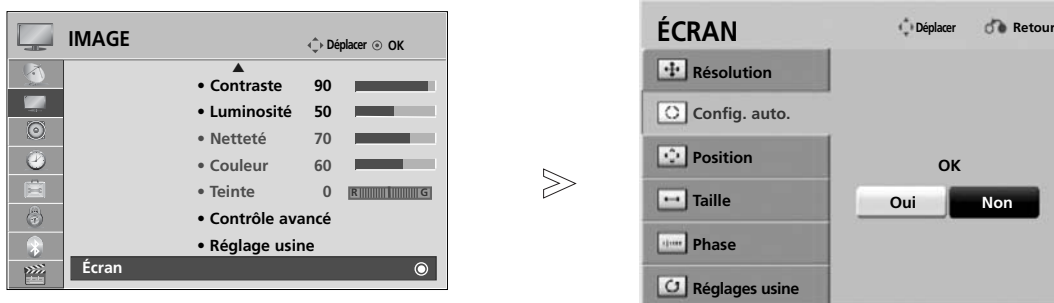 IMAGE
Déplacer OK
• Contraste 90
• Luminosité 50
• Netteté 70
• Couleur 60
• Teinte 0 R G
• Contrôle avancé
• Réglage usine
Écran
ÉCRAN
Déplacer Retour
Résolution
Config. auto.
Position
Taille
Phase
Réglages usine
OK
Oui Non